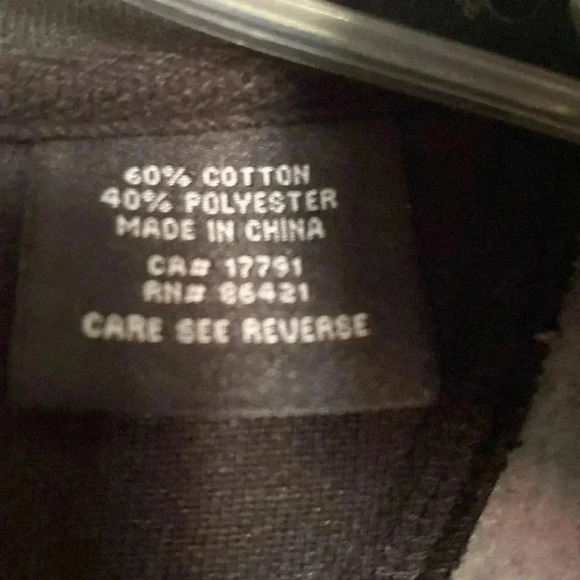 60% COTTON
40% POLYESTER
MADE IN CHINA
CA# 17791
RN# 86421
CARE SEE REVERSE